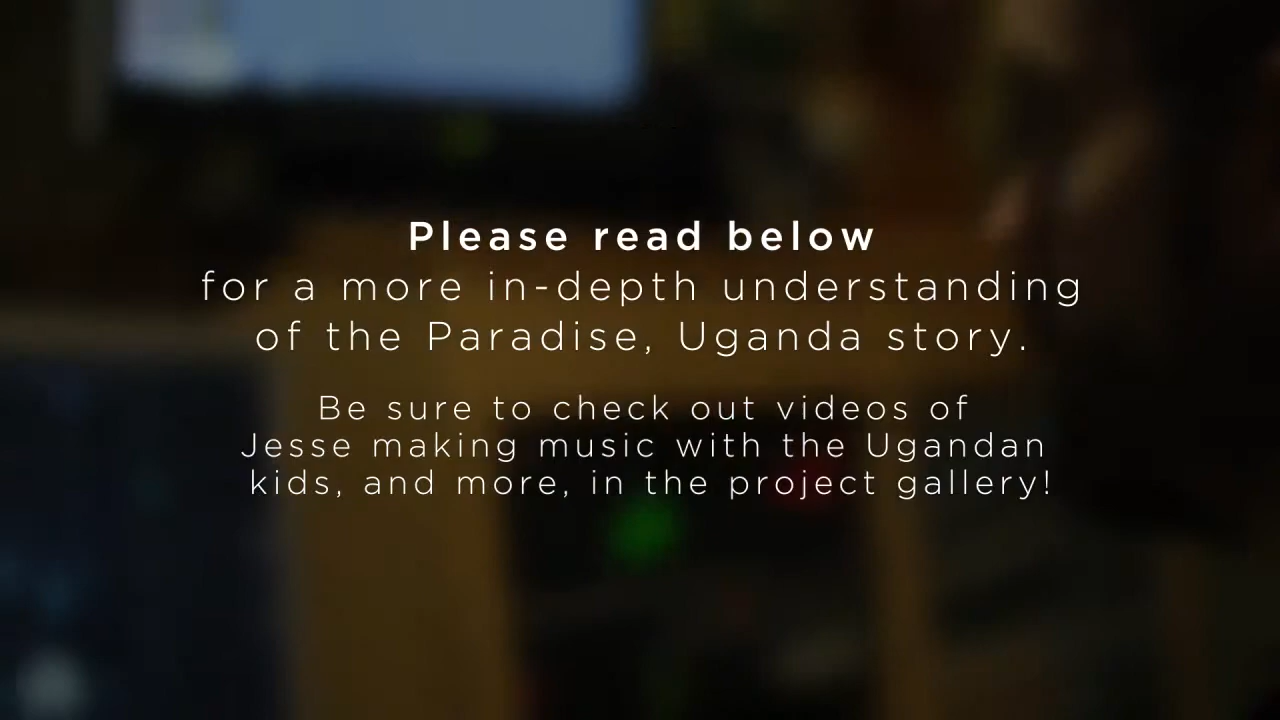 Please read below
for a more in-depth understanding
of the Paradise, Uganda story.
Be sure to check out videos of
Jesse making music with the Ugandan
kids, and more, in the project gallery!